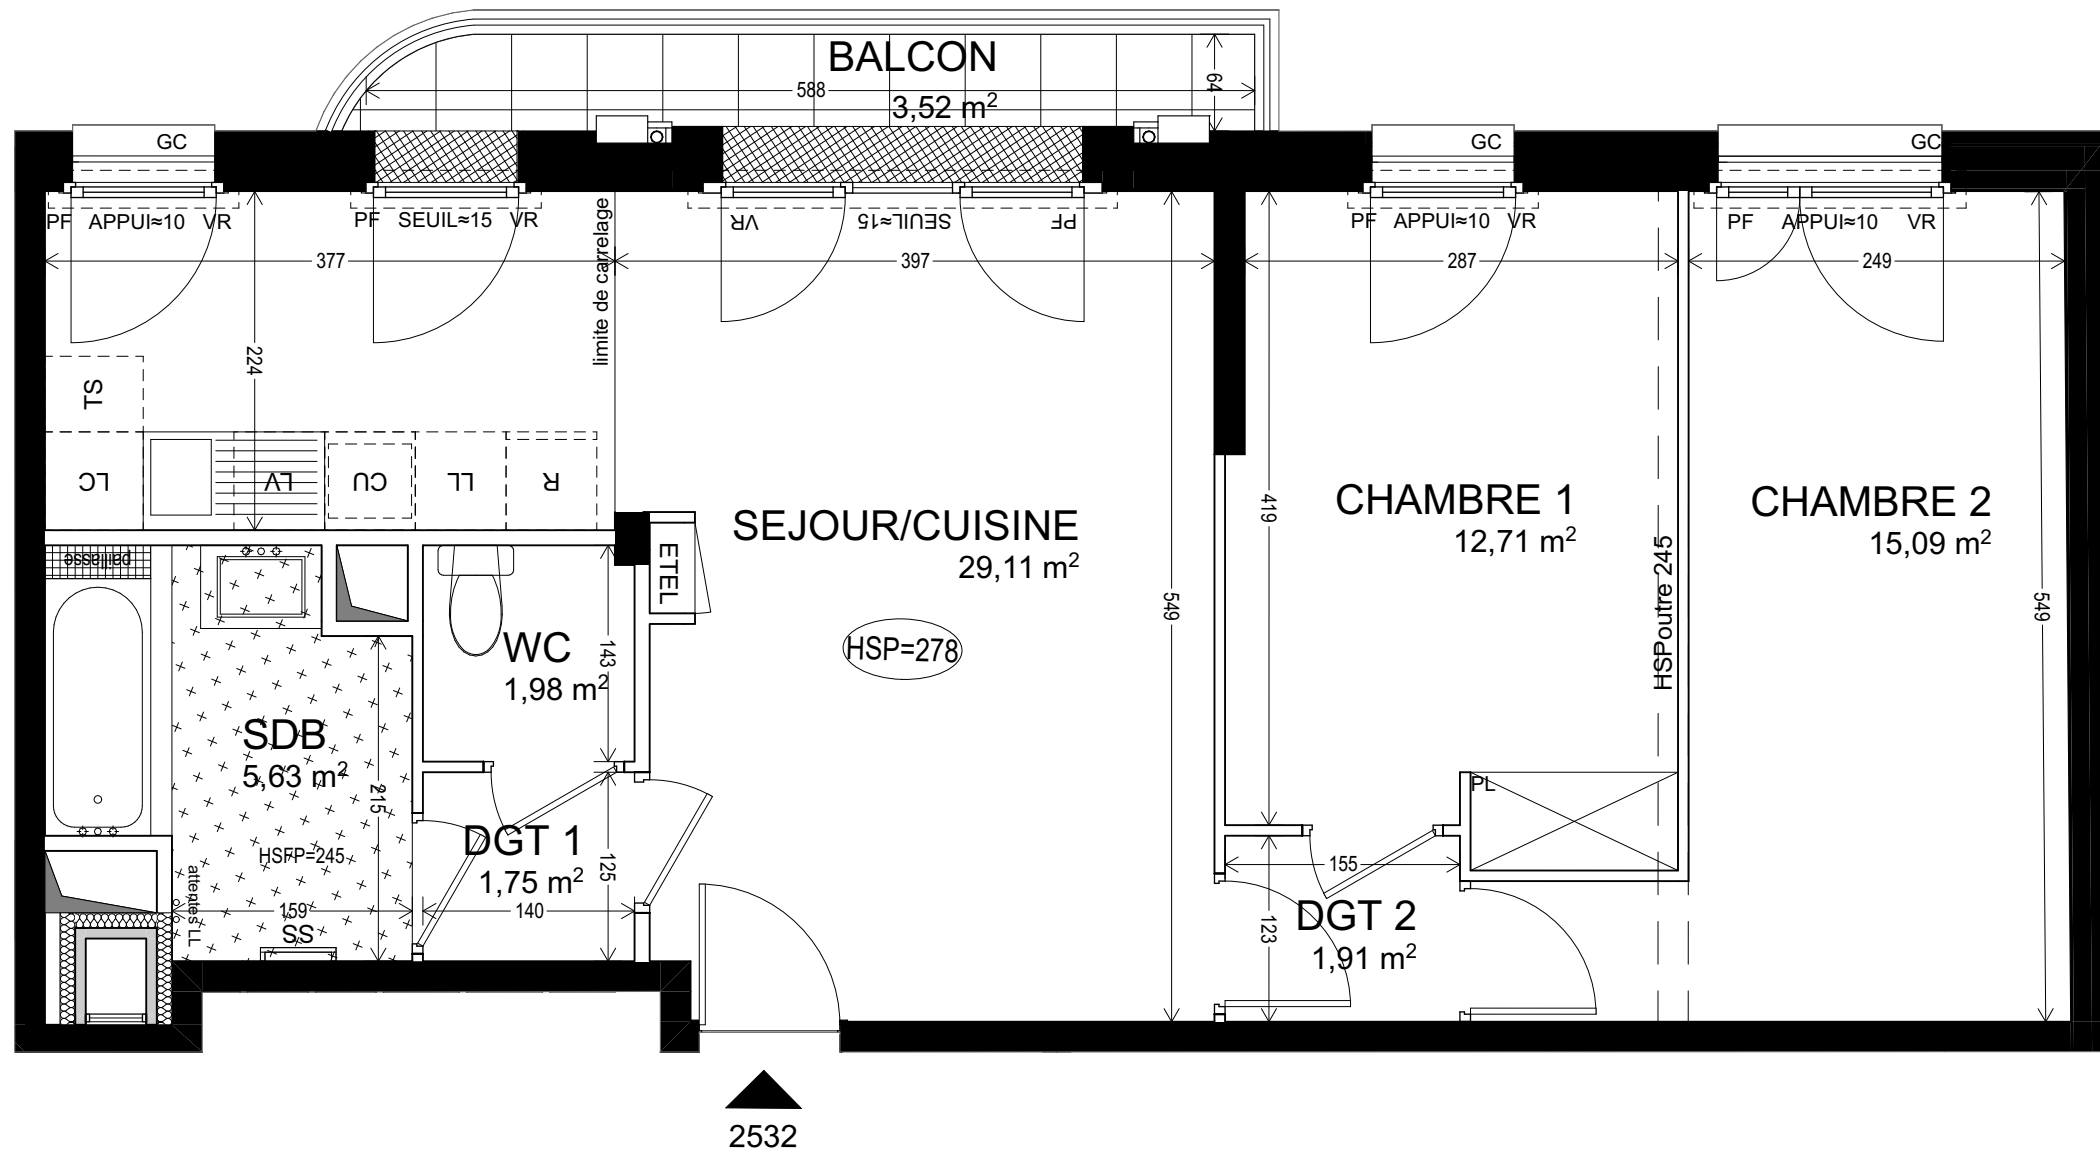 BALCON
588
3,52 m²
64
GC
GC
GC
PF APPUI≈10 VR
PF SEUIL≈15 VR
limite de carrelage
VR SEUIL≈15 PF
PF APPUI≈10 VR
PF APPUI≈10 VR
377
397
287
249
224
TS
LC
LV
CU
LL
R
SEJOUR/CUISINE
29,11 m²
CHAMBRE 1
12,71 m²
CHAMBRE 2
15,09 m²
419
HSPoutre 245
549
549
paillasse
ETEL
HSP=278
WC
1,98 m²
143
SDB
5,63 m²
215
PL
DGT 1
1,75 m²
125
HSFP=245
attentes LL
159
140
SS
155
DGT 2
1,91 m²
123
2532